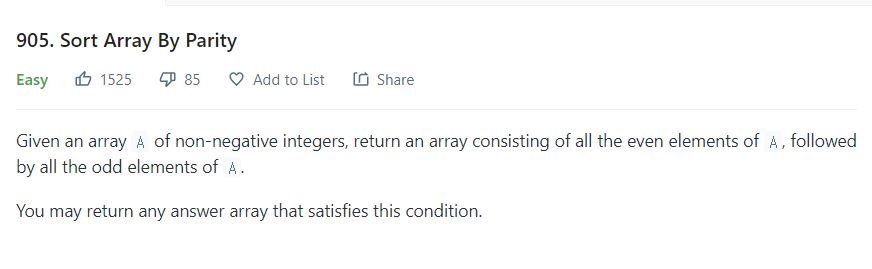 905. Sort Array By Parity
Easy 1525 85 Add to List Share
Given an array A of non-negative integers, return an array consisting of all the even elements of A, followed
by all the odd elements of A.
You may return any answer array that satisfies this condition.